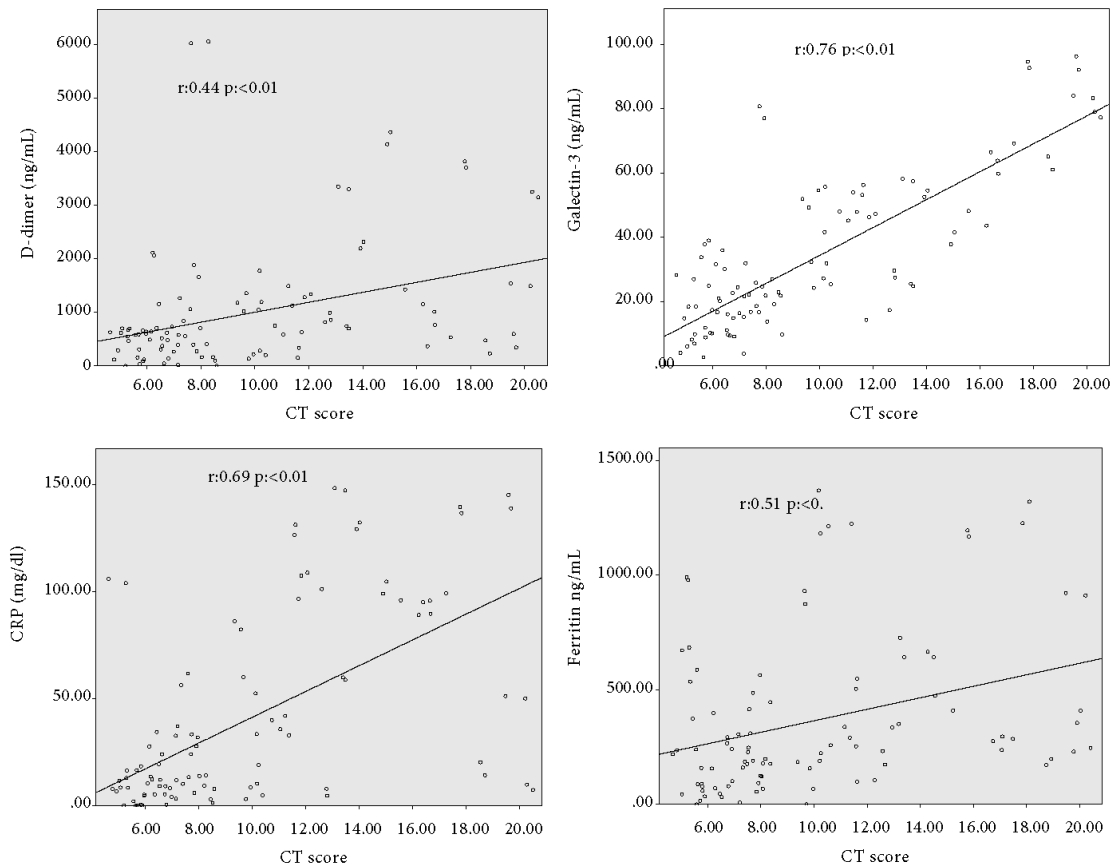 6000
5000
4000
3000
2000
1000
0
D-dimer (ng/mL)
r:0.44 p:<0.01
6.00 8.00 10.00 12.00 14.00 16.00 18.00 20.00
CT score
100.00
80.00
60.00
40.00
20.00
.00
Galectin-3 (ng/mL)
r:0.76 p:<0.01
6.00 8.00 10.00 12.00 14.00 16.00 18.00 20.00
CT score
150.00
100.00
50.00
.00
CRP (mg/dl)
r:0.69 p:<0.01
6.00 8.00 10.00 12.00 14.00 16.00 18.00 20.00
CT score
1500.00
1000.00
500.00
.00
Ferritin ng/mL
r:0.51 p:<0.
6.00 8.00 10.00 12.00 14.00 16.00 18.00 20.00
CT score